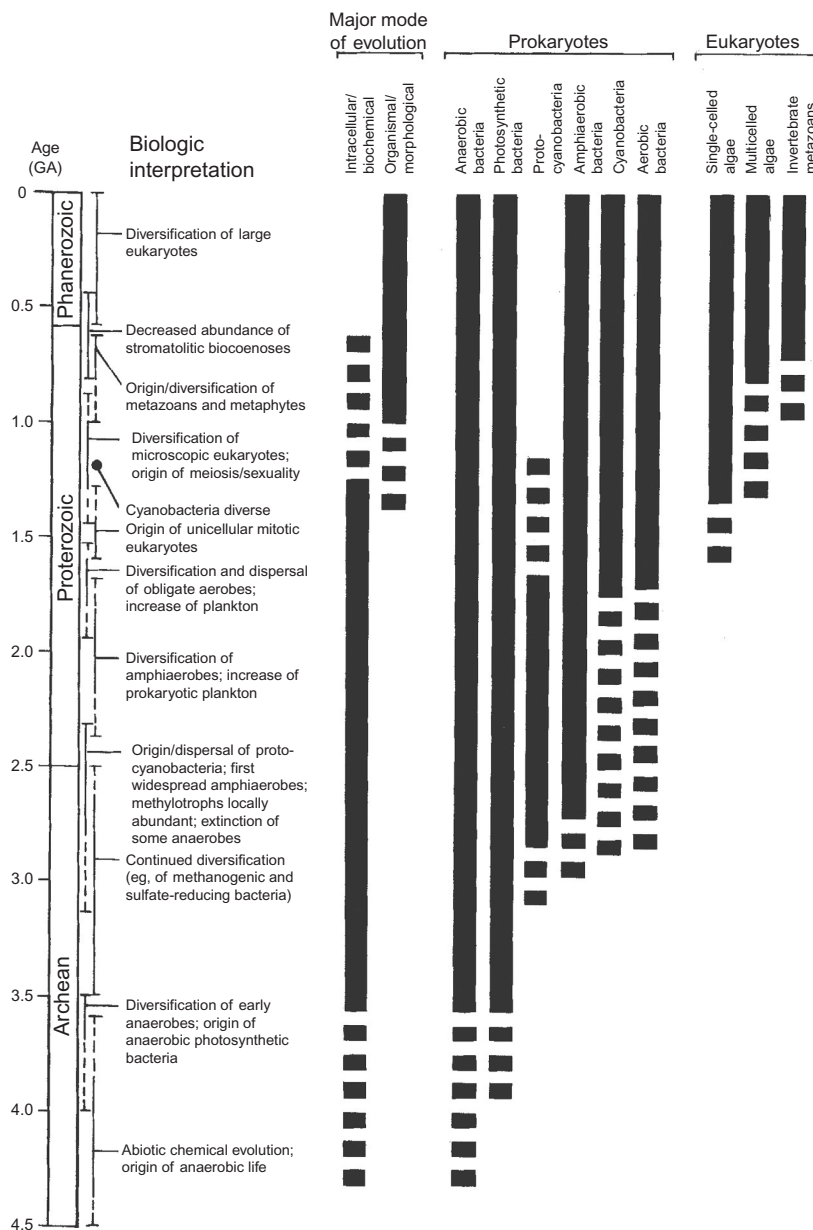 Major mode
of evolution
Prokaryotes
Eukaryotes
Age
(GA)
Biologic
interpretation
Intracellular/
biochemical
Organismal/
morphological
Anaerobic
bacteria
Photosynthetic
bacteria
Proto-
cyanobacteria
Amphiaerobic
bacteria
Cyanobacteria
Aerobic
bacteria
Single-celled
algae
Multicelled
algae
Invertebrate
metazoans
0
0.5
1.0
1.5
2.0
2.5
3.0
3.5
4.0
4.5
Phanerozoic
Proterozoic
Archean
Diversification of large
eukaryotes
Decreased abundance of
stromatolitic biocoenoses
Origin/diversification of
metazoans and metaphytes
Diversification of
microscopic eukaryotes;
origin of meiosis/sexuality
Cyanobacteria diverse
Origin of unicellular mitotic
eukaryotes
Diversification and dispersal
of obligate aerobes;
increase of plankton
Diversification of
amphiaerobes; increase of
prokaryotic plankton
Origin/dispersal of proto-
cyanobacteria; first
widespread amphiaerobes;
methylotrophs locally
abundant; extinction of
some anaerobes
Continued diversification
(eg, of methanogenic and
sulfate-reducing bacteria)
Diversification of early
anaerobes; origin of
anaerobic photosynthetic
bacteria
Abiotic chemical evolution;
origin of anaerobic life